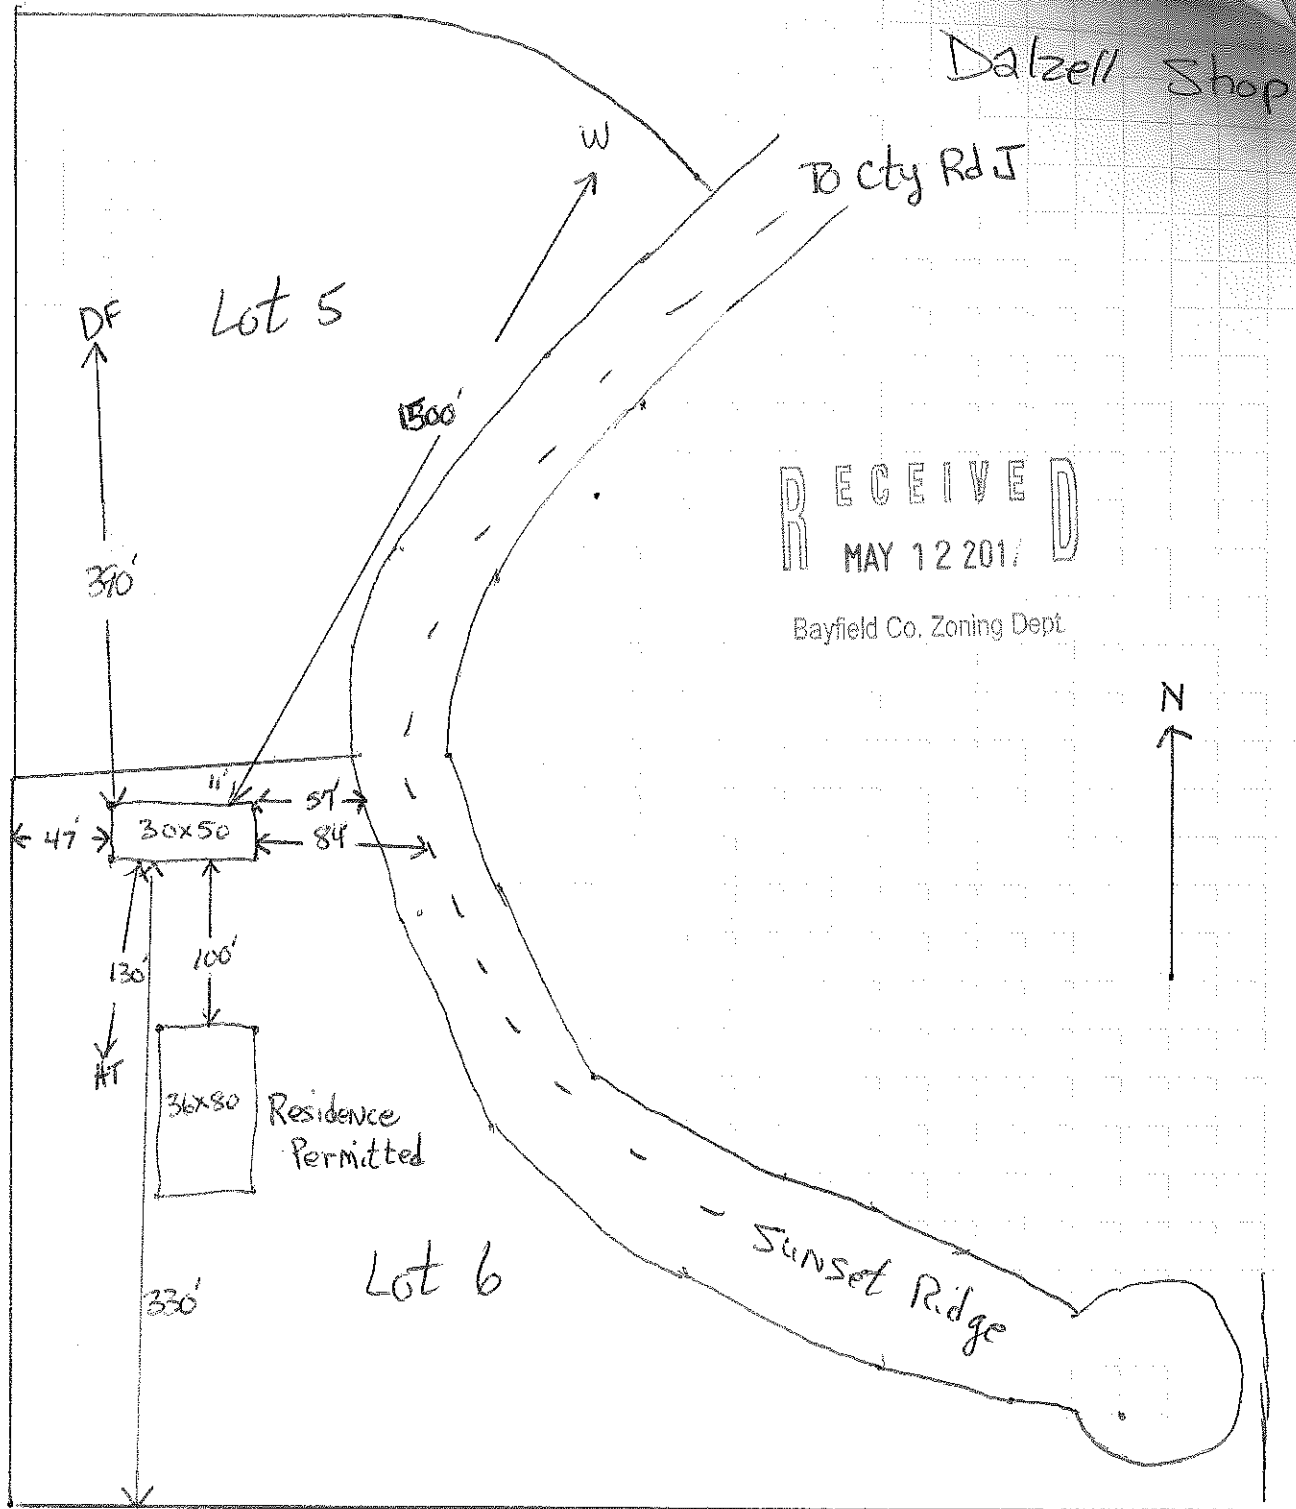 Dalzell Shop
W
To Cty Rd J
DF
Lot 5
1500'
RECEIVED
MAY 12 201
Bayfield Co. Zoning Dept
390'
N
11'
57'
47'
30x50
84'
130'
100'
HT
36x80
Residence
Permitted
Lot 6
330'
Sunset Ridge